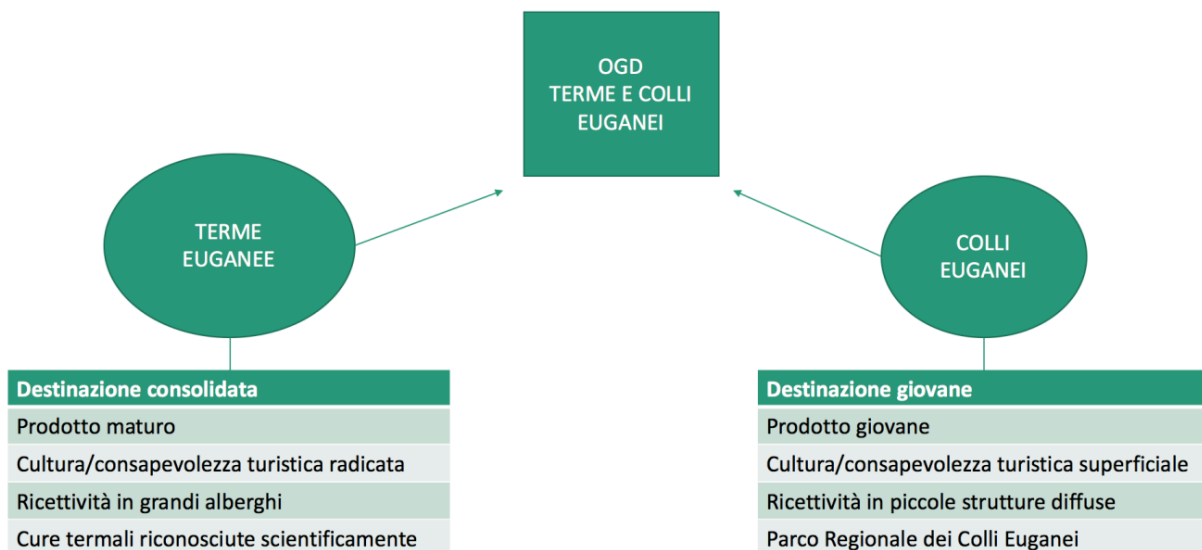 OGD
TERME E COLLI
EUGANEI
TERME
EUGANEE
COLLI
EUGANEI
Destinazione consolidata
Prodotto maturo
Cultura/consapevolezza turistica radicata
Ricettività in grandi alberghi
Cure termali riconosciute scientificamente
Destinazione giovane
Prodotto giovane
Cultura/consapevolezza turistica superficiale
Ricettività in piccole strutture diffuse
Parco Regionale dei Colli Euganei